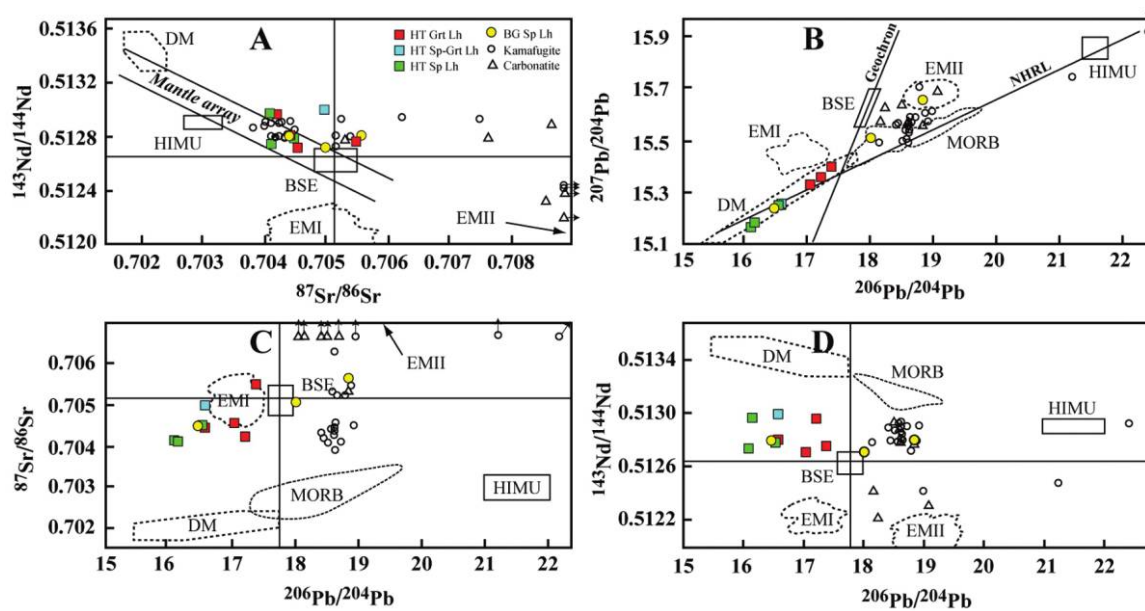 A
DM
Mantle array
HIMU
BSE
EMI
EMII
HT Grt Lh
HT Sp-Grt Lh
HT Sp Lh
BG Sp Lh
Kamafugite
Carbonatite
0.5136
0.5132
0.5128
0.5124
0.5120
143Nd/144Nd
0.702 0.703 0.704 0.705 0.706 0.707 0.708
87Sr/86Sr
B
Geochron
EMII
NHRL
HIMU
BSE
EMI
MORB
DM
15.9
15.7
15.5
15.3
15.1
207Pb/204Pb
15 16 17 18 19 20 21 22
206Pb/204Pb
C
EMII
BSE
EMI
MORB
HIMU
DM
0.706
0.705
0.704
0.703
0.702
87Sr/86Sr
15 16 17 18 19 20 21 22
206Pb/204Pb
D
DM
MORB
HIMU
BSE
EMI
EMII
0.5134
0.5130
0.5126
0.5122
143Nd/144Nd
15 16 17 18 19 20 21 22
206Pb/204Pb